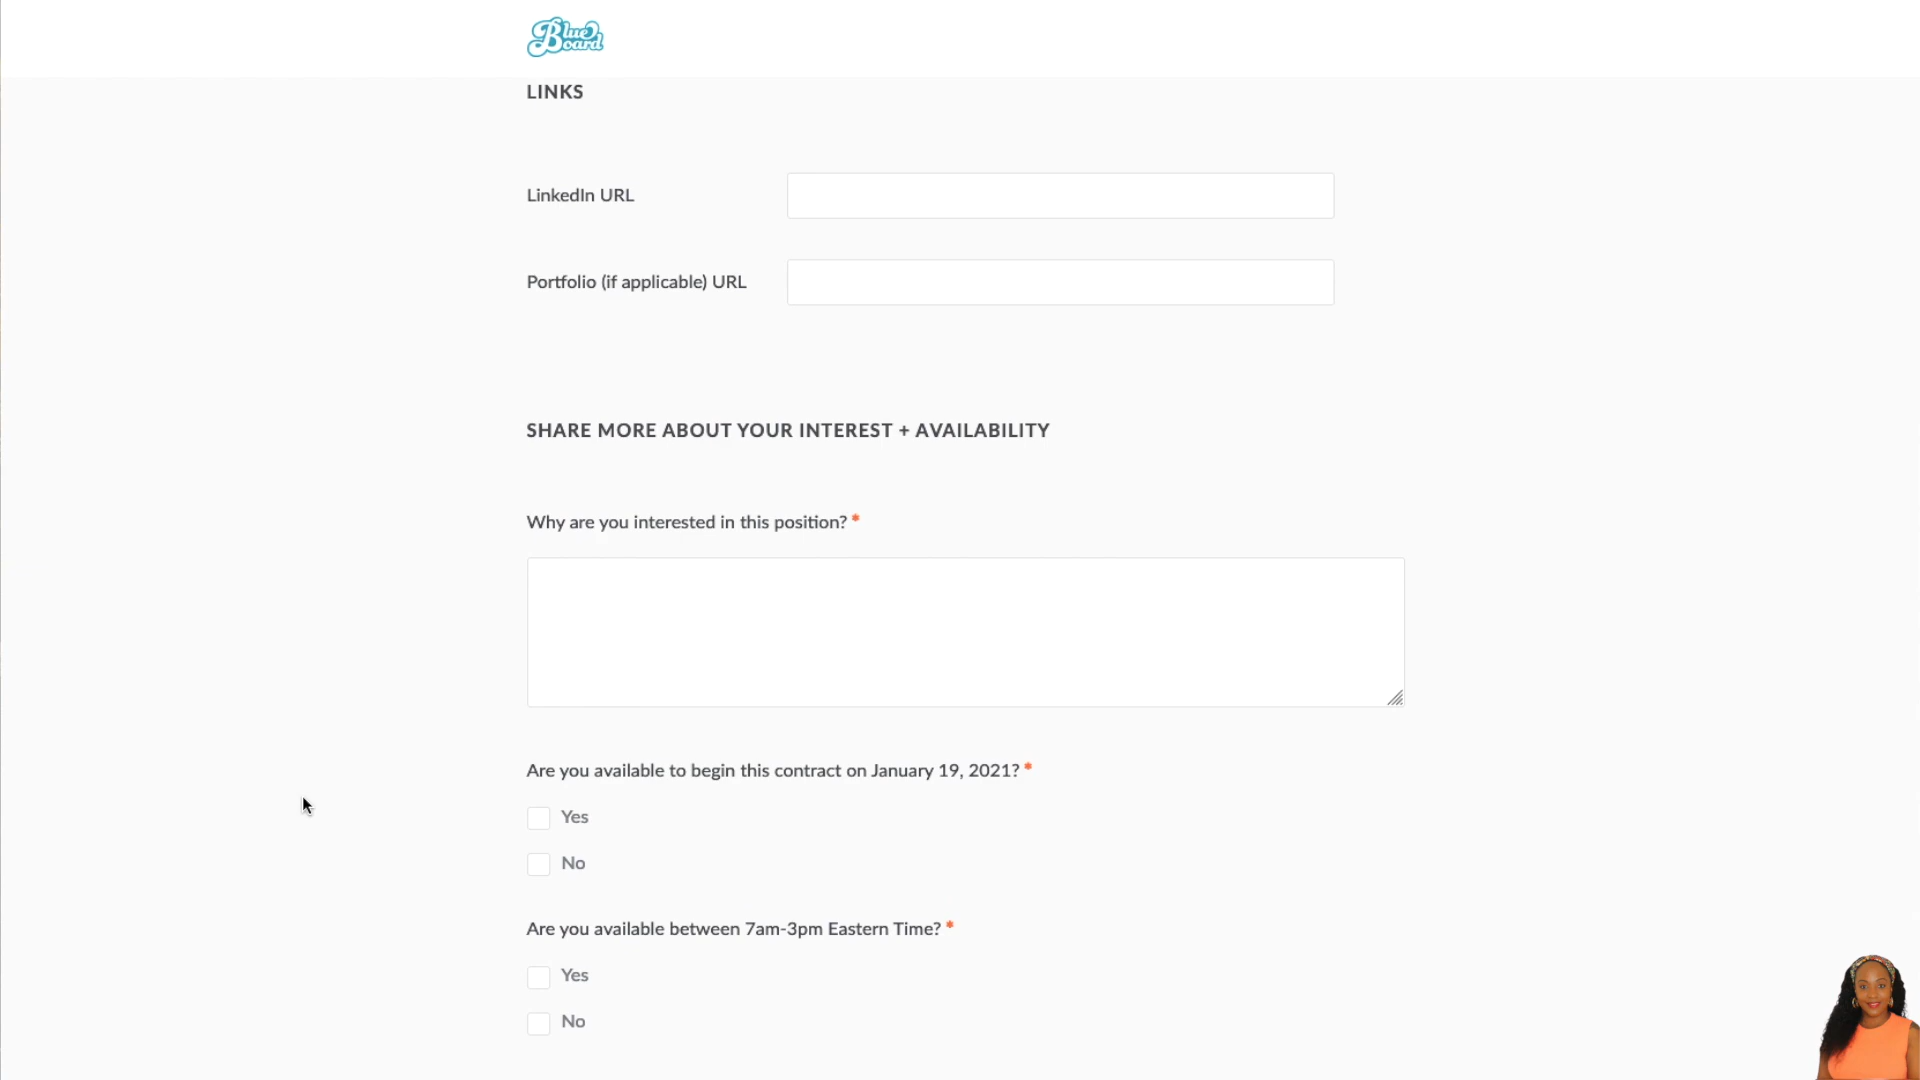 Blue
Board
LINKS
LinkedIn URL
Portfolio (if applicable) URL
SHARE MORE ABOUT YOUR INTEREST + AVAILABILITY
Why are you interested in this position? *
Are you available to begin this contract on January 19, 2021? *
Yes
No
Are you available between 7am-3pm Eastern Time? *
Yes
No